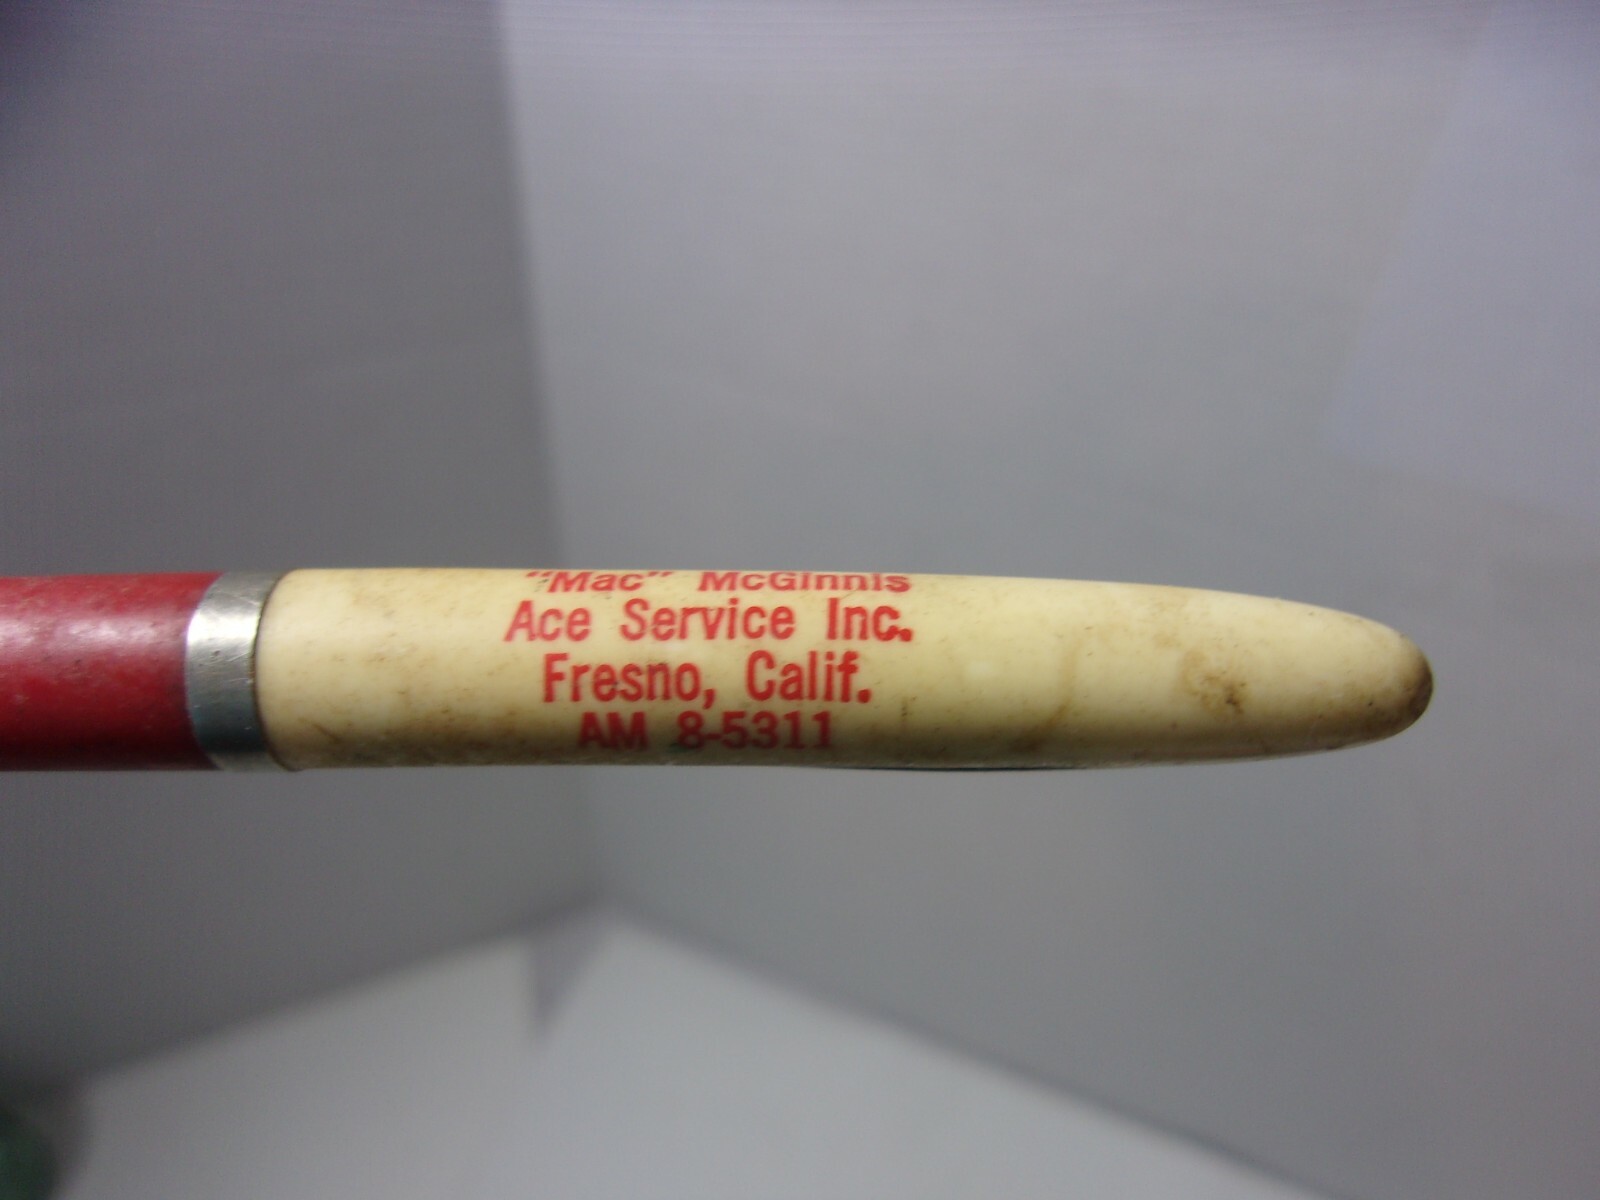 "Mac" McGinnis
Ace Service Inc.
Fresno, Calif.
AM 8-5311